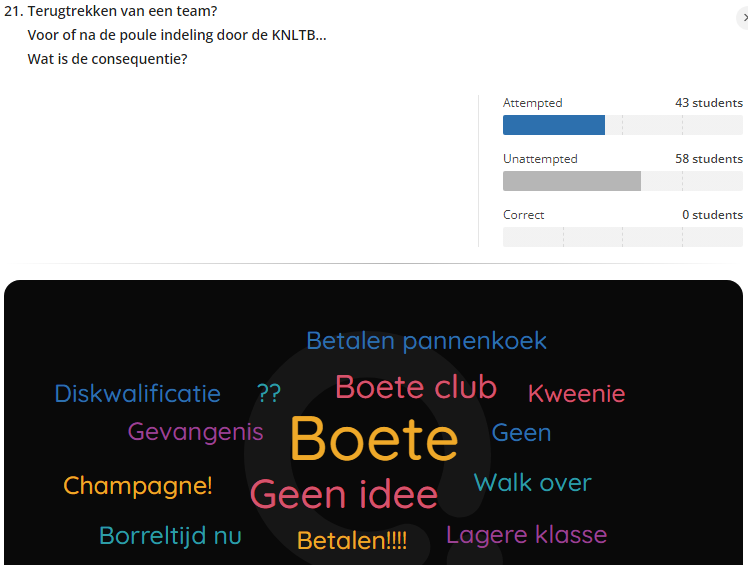 21. Terugtrekken van een team?
Voor of na de poule indeling door de KNLTB...
Wat is de consequentie?
Attempted 43 students
Unattempted 58 students
Correct 0 students
Betalen pannenkoek
Diskwalificatie ?? Boete club Kweenie
Gevangenis Boete Geen
Champagne! Geen idee Walk over
Borreltijd nu Betalen!!!! Lagere klasse